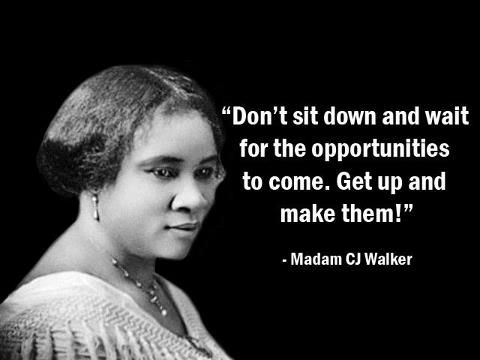 “Don’t sit down and wait
for the opportunities
to come. Get up and
make them!”
- Madam CJ Walker